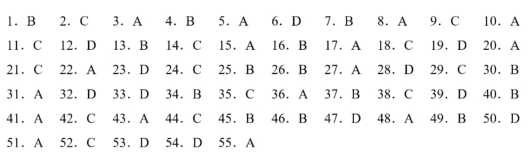 1. B 2. C 3. A 4. B 5. A 6. D 7. B 8. A 9. C 10. A
11. C 12. D 13. B 14. C 15. A 16. B 17. A 18. C 19. D 20. A
21. C 22. A 23. D 24. C 25. B 26. B 27. A 28. D 29. C 30. B
31. A 32. D 33. D 34. B 35. C 36. A 37. B 38. C 39. D 40. B
41. A 42. C 43. A 44. C 45. B 46. B 47. D 48. A 49. B 50. D
51. A 52. C 53. D 54. D 55. A